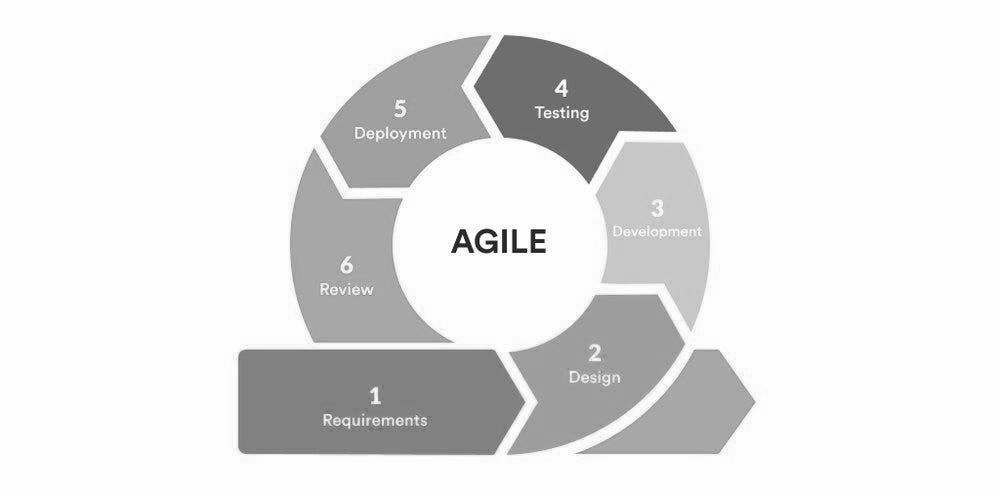 AGILE
1
Requirements
2
Design
3
Development
4
Testing
5
Deployment
6
Review